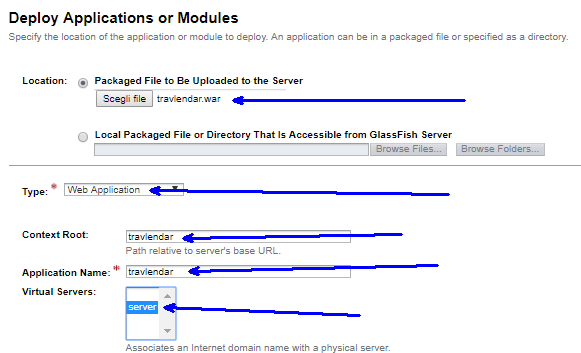 Deploy Applications or Modules
Specify the location of the application or module to deploy. An application can be in a packaged file or specified as a directory.
Location: Packaged File to Be Uploaded to the Server
Scegli file travlendar.war
Local Packaged File or Directory That Is Accessible from GlassFish Server
Browse Files... Browse Folders...
Type: * Web Application
Context Root: travlendar
Path relative to server's base URL.
Application Name: * travlendar
Virtual Servers: server
Associates an Internet domain name with a physical server.